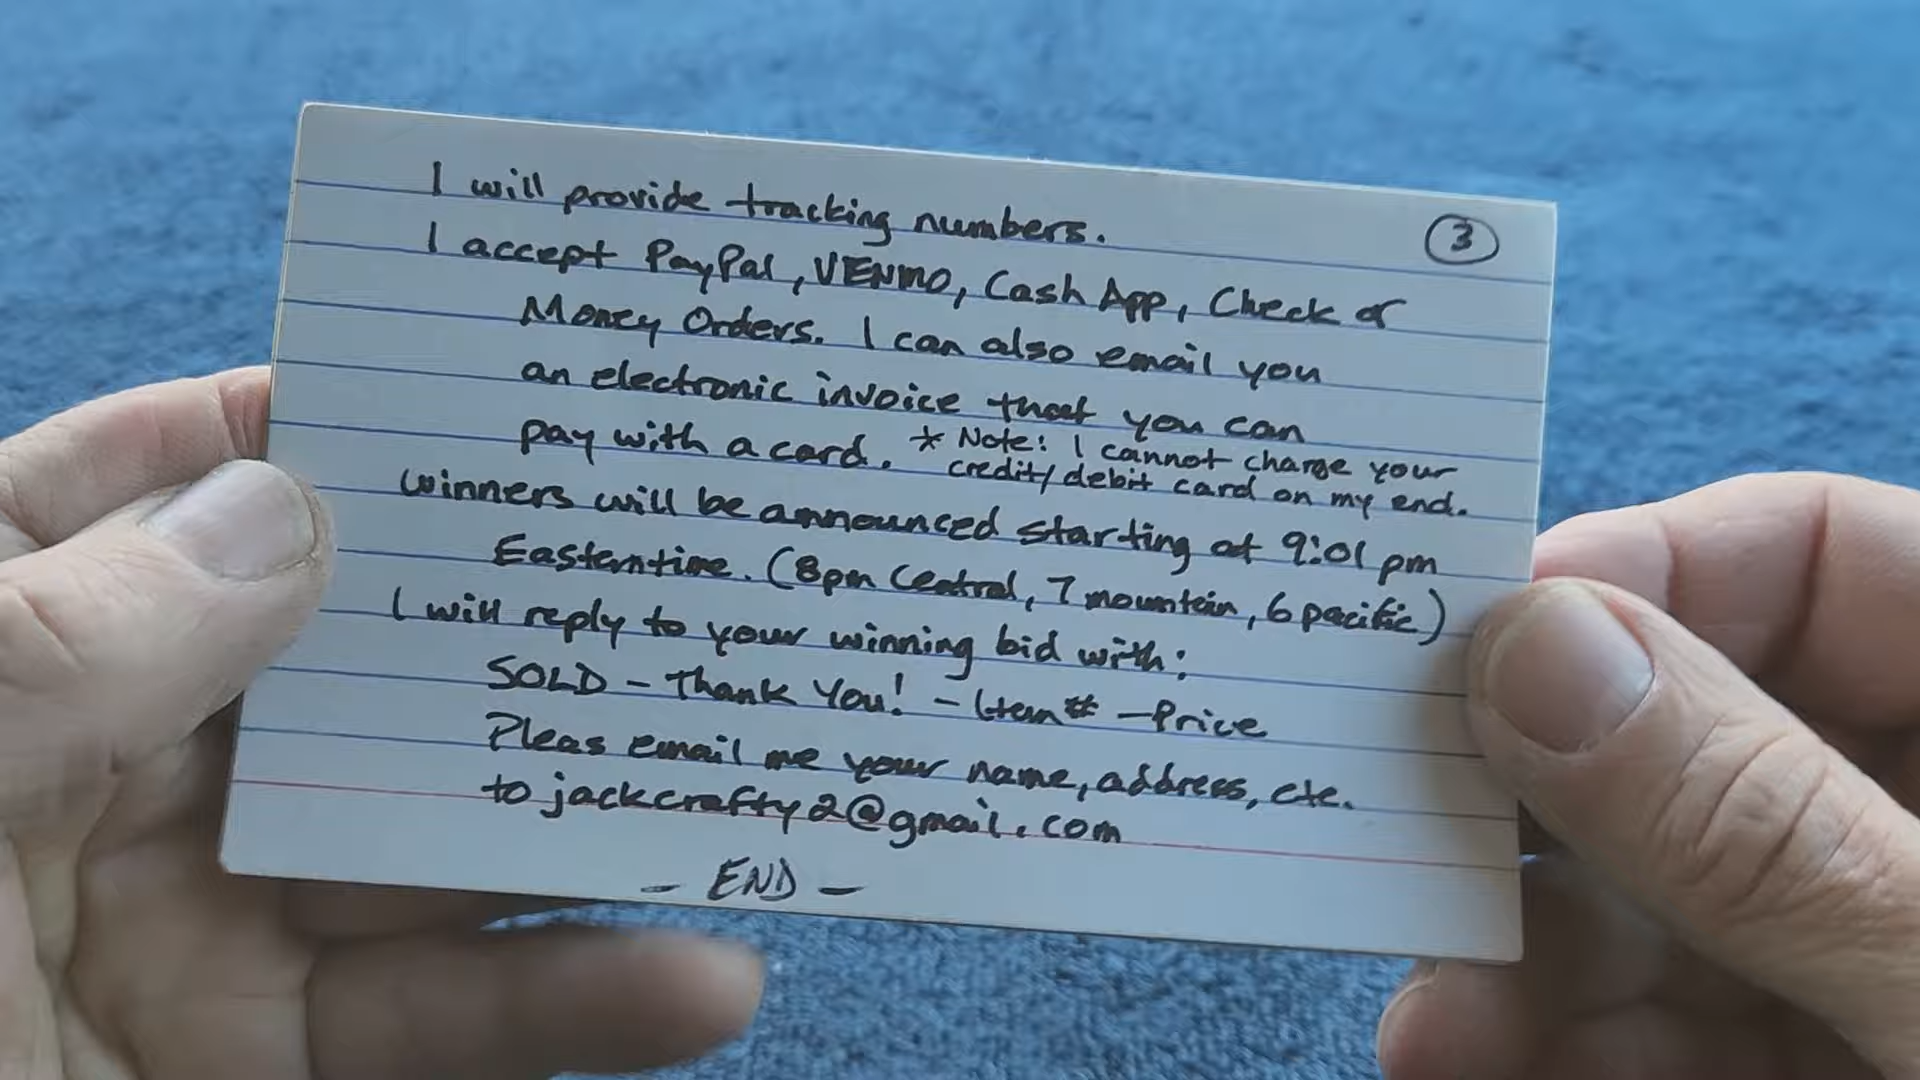 I will provide tracking numbers.
3
I accept PayPal, VENMO, Cash App, Check or
Money Orders. I can also email you
an electronic invoice that you can
pay with a card. * Note: I cannot charge your
credit/debit card on my end.
Winners will be announced starting at 9:01 pm
Eastern time. (8pm Central, 7 mountain, 6 pacific)
I will reply to your winning bid with:
SOLD - Thank You! - Item # - Price
Pleas email me your name, address, etc.
to jackcrafty2@gmail.com
- END -